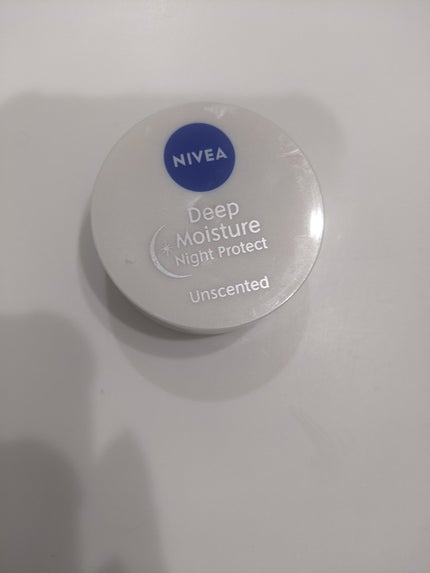 NIVEA
Deep
Moisture
Night Protect
Unscented